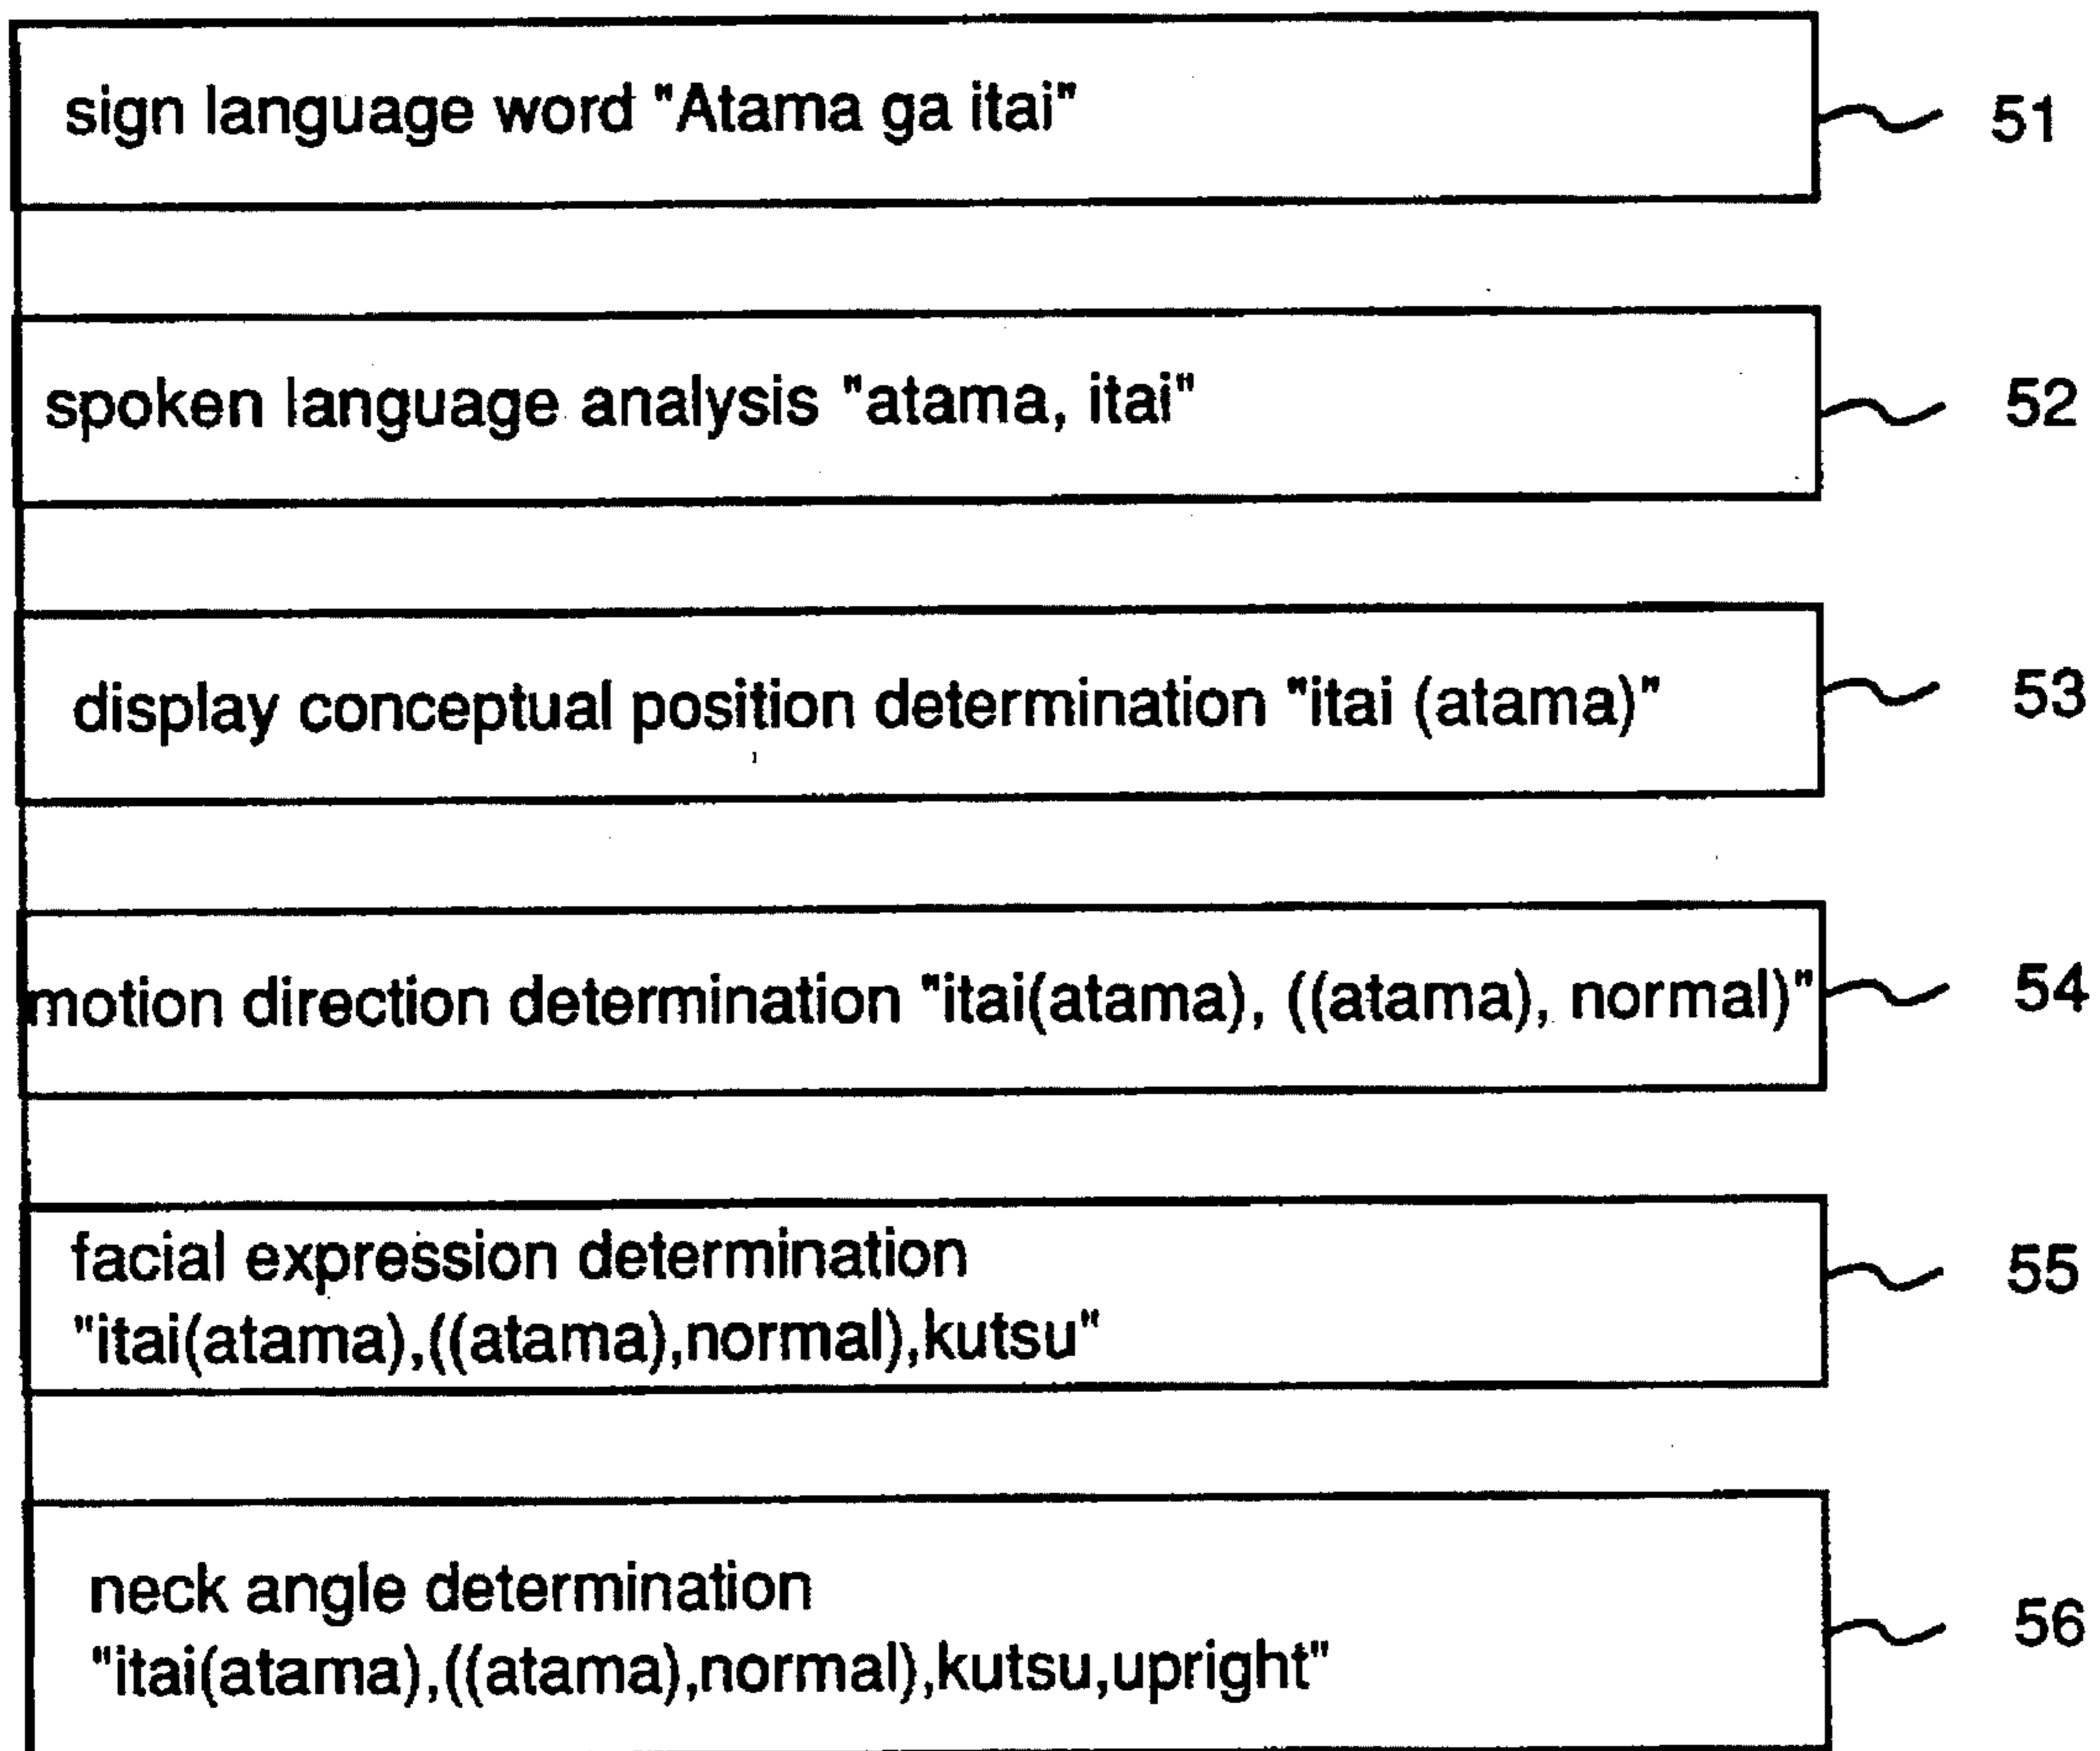 sign language word "Atama ga itai"
51
spoken language analysis "atama, itai"
52
display conceptual position determination "itai (atama)"
53
motion direction determination "itai(atama), ((atama), normal)"
54
facial expression determination
"itai(atama),((atama),normal),kutsu"
55
neck angle determination
"itai(atama),((atama),normal),kutsu,upright"
56